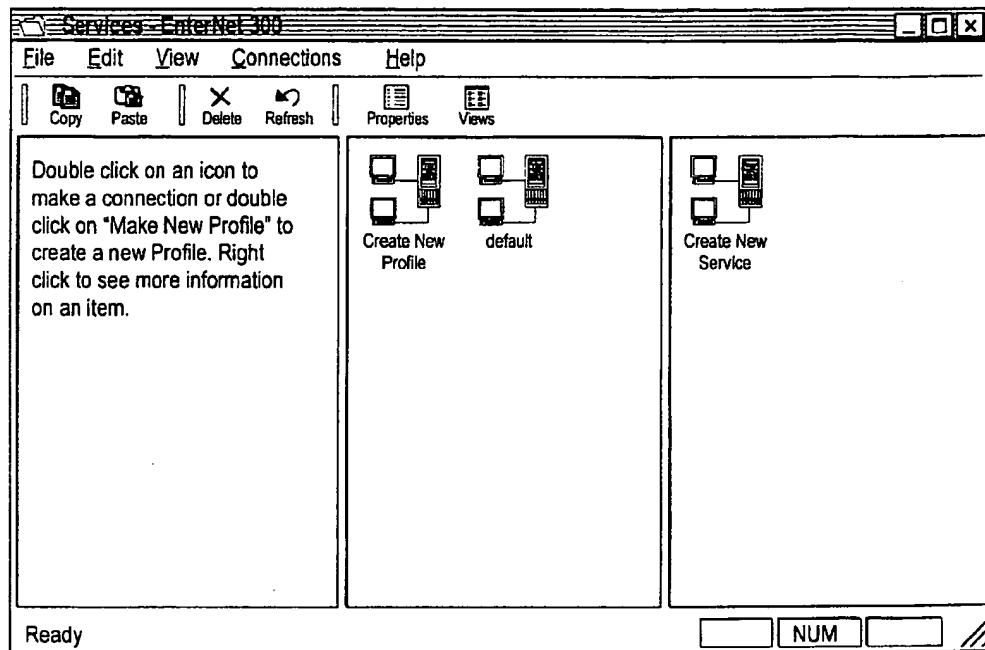 Services - EnterNet 300
File Edit View Connections Help
Copy Paste Delete Refresh Properties Views
Double click on an icon to
make a connection or double
click on "Make New Profile" to
create a new Profile. Right
click to see more information
on an item.
Create New
Profile
default
Create New
Service
Ready
NUM